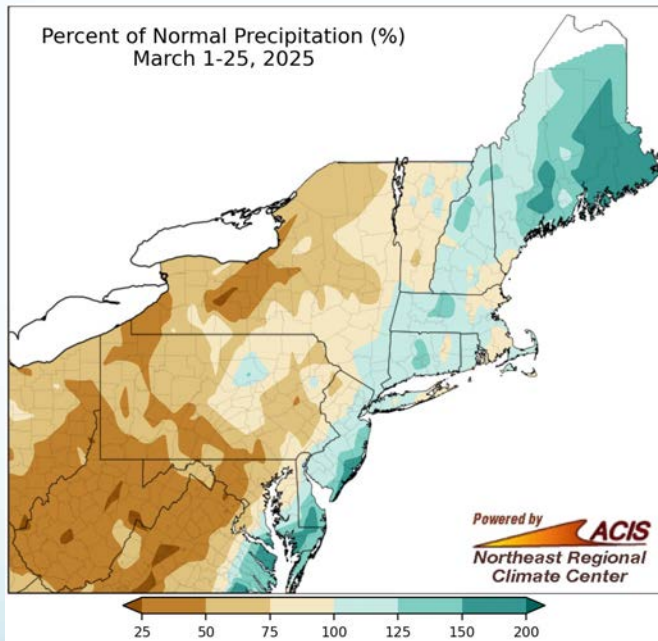 Percent of Normal Precipitation (%)
March 1-25, 2025
Powered by
ACIS
Northeast Regional
Climate Center
25 50 75 100 125 150 200